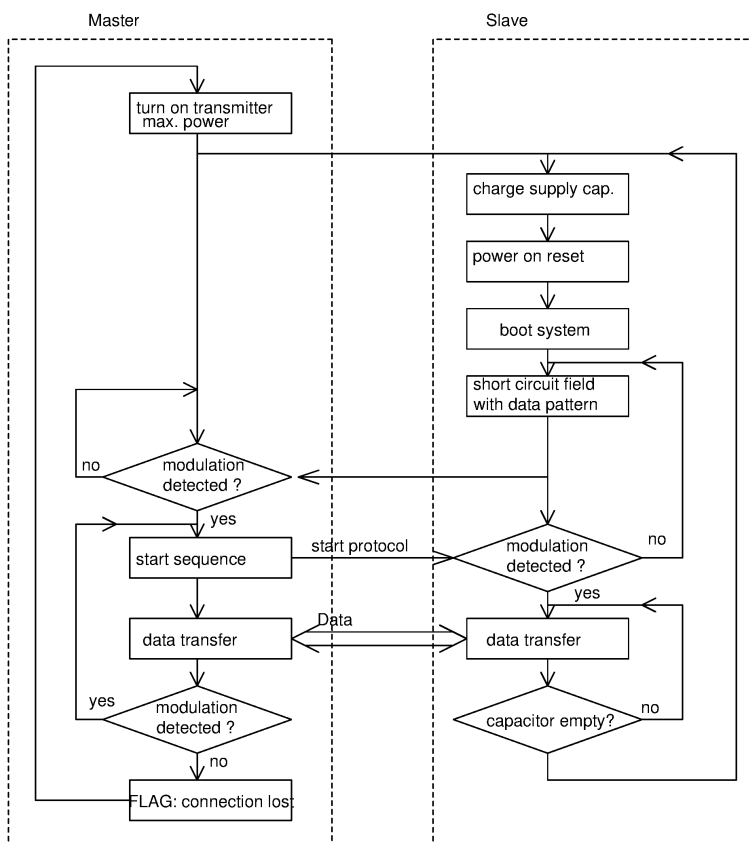 Master
Slave
turn on transmitter
max. power
charge supply cap.
power on reset
boot system
short circuit field
with data pattern
no
modulation
detected ?
yes
start sequence
start protocol
modulation
detected ?
no
yes
Data
data transfer
data transfer
yes
modulation
detected ?
no
capacitor empty?
no
FLAG: connection lost